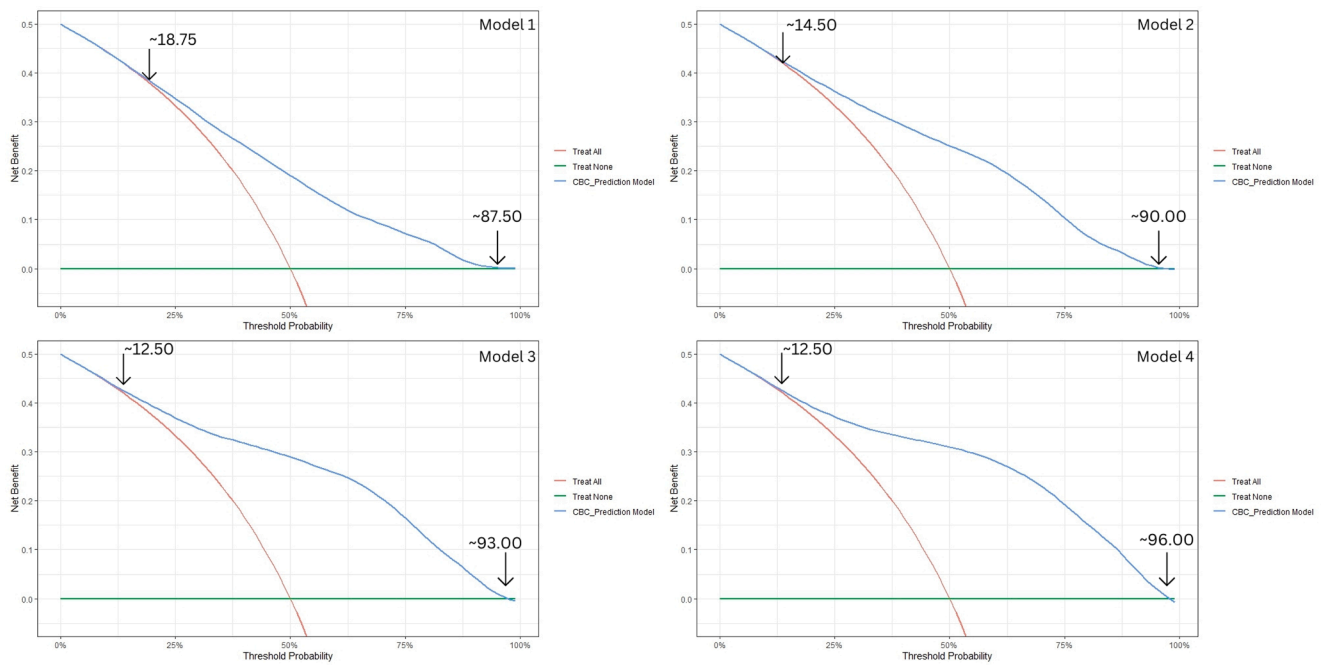 Model 1
~18.75
~87.50
0.5
0.4
0.3
0.2
0.1
0.0
Net Benefit
0%
25%
50%
75%
100%
Threshold Probability
Treat All
Treat None
CBC_Prediction Model
Model 2
~14.50
~90.00
0.5
0.4
0.3
0.2
0.1
0.0
Net Benefit
0%
25%
50%
75%
100%
Threshold Probability
Treat All
Treat None
CBC_Prediction Model
Model 3
~12.50
~93.00
0.5
0.4
0.3
0.2
0.1
0.0
Net Benefit
0%
25%
50%
75%
100%
Threshold Probability
Treat All
Treat None
CBC_Prediction Model
Model 4
~12.50
~96.00
0.5
0.4
0.3
0.2
0.1
0.0
Net Benefit
0%
25%
50%
75%
100%
Threshold Probability
Treat All
Treat None
CBC_Prediction Model